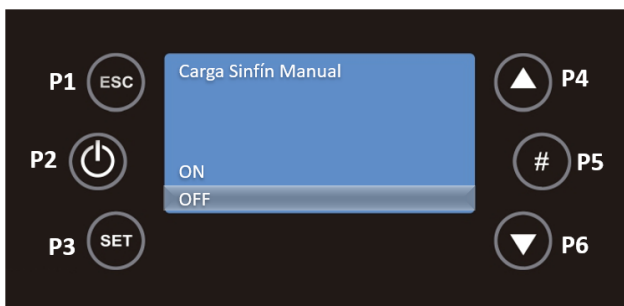 Carga Sinfín Manual
P1 ESC
P4
P2
ON
# P5
OFF
P3 SET
P6